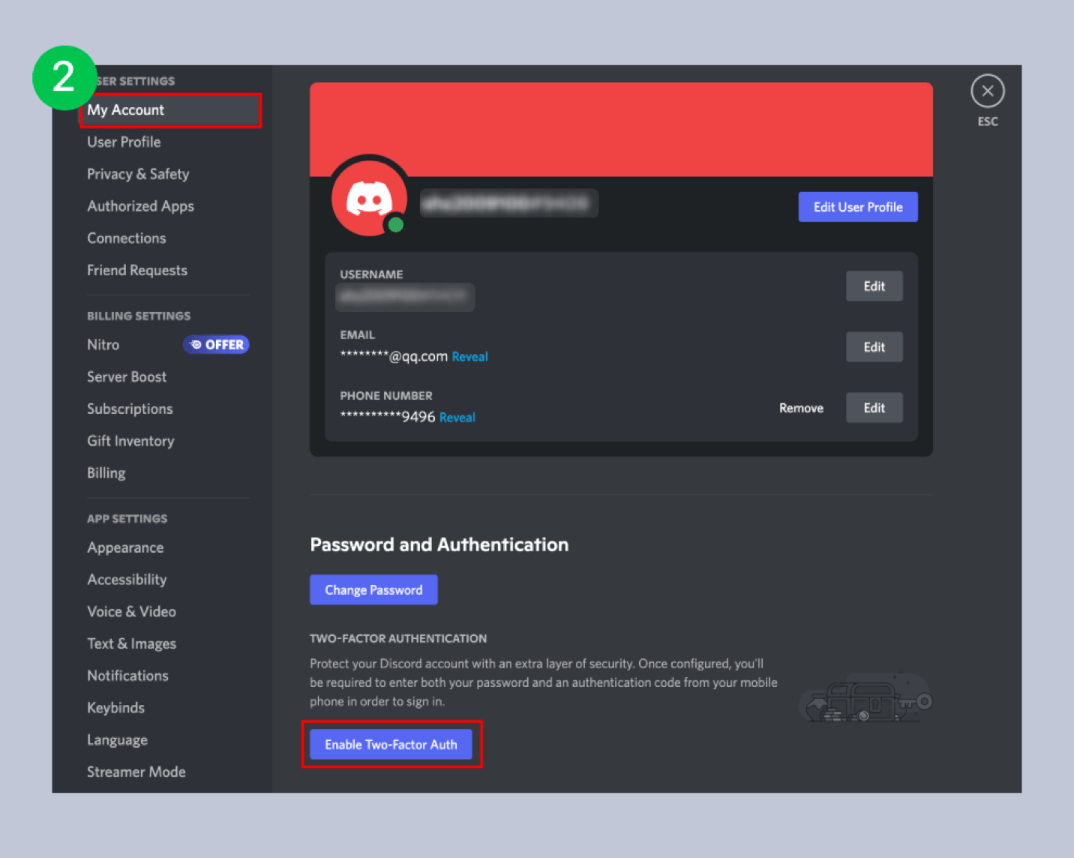 2
USER SETTINGS
My Account
User Profile
Privacy & Safety
Authorized Apps
Connections
Friend Requests
BILLING SETTINGS
Nitro OFFER
Server Boost
Subscriptions
Gift Inventory
Billing
APP SETTINGS
Appearance
Accessibility
Voice & Video
Text & Images
Notifications
Keybinds
Language
Streamer Mode
ESC
Edit User Profile
USERNAME
Edit
EMAIL
********@qq.com Reveal
Edit
PHONE NUMBER
**********9496 Reveal
Remove Edit
Password and Authentication
Change Password
TWO-FACTOR AUTHENTICATION
Protect your Discord account with an extra layer of security. Once configured, you'll
be required to enter both your password and an authentication code from your mobile
phone in order to sign in.
Enable Two-Factor Auth